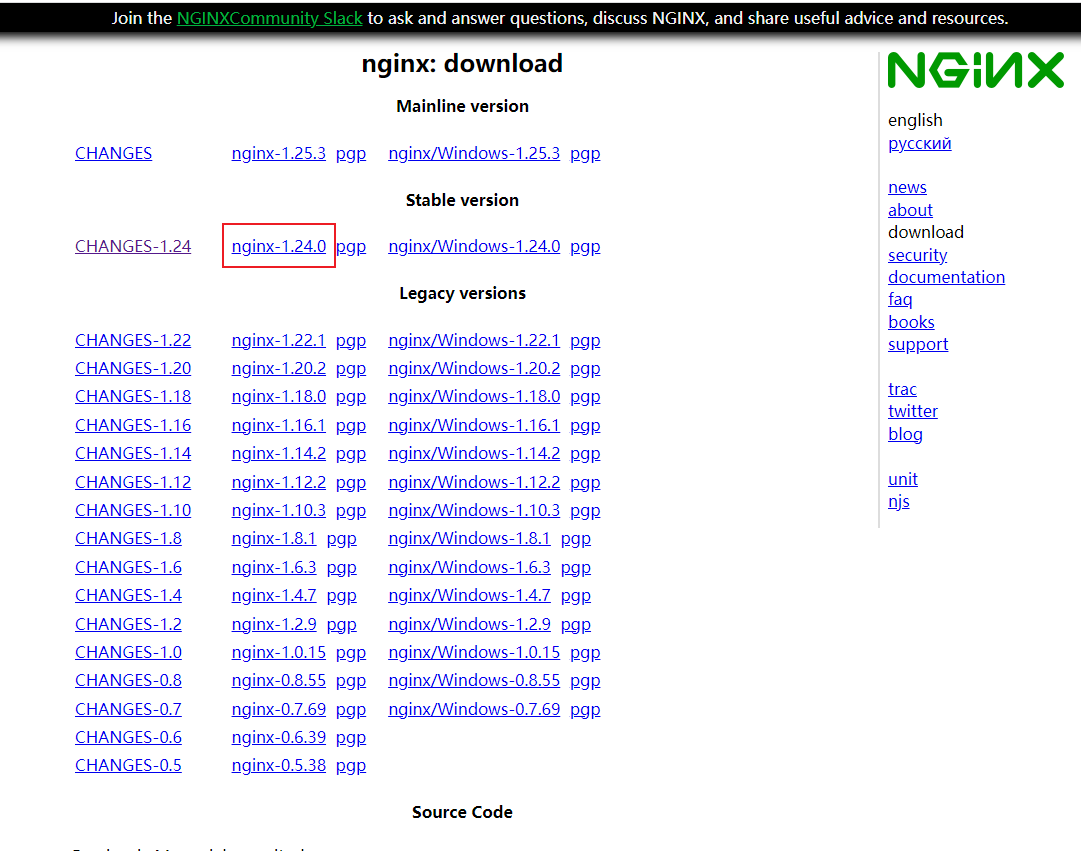 Join the NGINXCommunity Slack to ask and answer questions, discuss NGINX, and share useful advice and resources.
nginx: download
Mainline version
CHANGES nginx-1.25.3 pgp nginx/Windows-1.25.3 pgp
Stable version
CHANGES-1.24 nginx-1.24.0 pgp nginx/Windows-1.24.0 pgp
Legacy versions
CHANGES-1.22 nginx-1.22.1 pgp nginx/Windows-1.22.1 pgp
CHANGES-1.20 nginx-1.20.2 pgp nginx/Windows-1.20.2 pgp
CHANGES-1.18 nginx-1.18.0 pgp nginx/Windows-1.18.0 pgp
CHANGES-1.16 nginx-1.16.1 pgp nginx/Windows-1.16.1 pgp
CHANGES-1.14 nginx-1.14.2 pgp nginx/Windows-1.14.2 pgp
CHANGES-1.12 nginx-1.12.2 pgp nginx/Windows-1.12.2 pgp
CHANGES-1.10 nginx-1.10.3 pgp nginx/Windows-1.10.3 pgp
CHANGES-1.8 nginx-1.8.1 pgp nginx/Windows-1.8.1 pgp
CHANGES-1.6 nginx-1.6.3 pgp nginx/Windows-1.6.3 pgp
CHANGES-1.4 nginx-1.4.7 pgp nginx/Windows-1.4.7 pgp
CHANGES-1.2 nginx-1.2.9 pgp nginx/Windows-1.2.9 pgp
CHANGES-1.0 nginx-1.0.15 pgp nginx/Windows-1.0.15 pgp
CHANGES-0.8 nginx-0.8.55 pgp nginx/Windows-0.8.55 pgp
CHANGES-0.7 nginx-0.7.69 pgp nginx/Windows-0.7.69 pgp
CHANGES-0.6 nginx-0.6.39 pgp
CHANGES-0.5 nginx-0.5.38 pgp
Source Code
NGINX
english
русский
news
about
download
security
documentation
faq
books
support
trac
twitter
blog
unit
njs